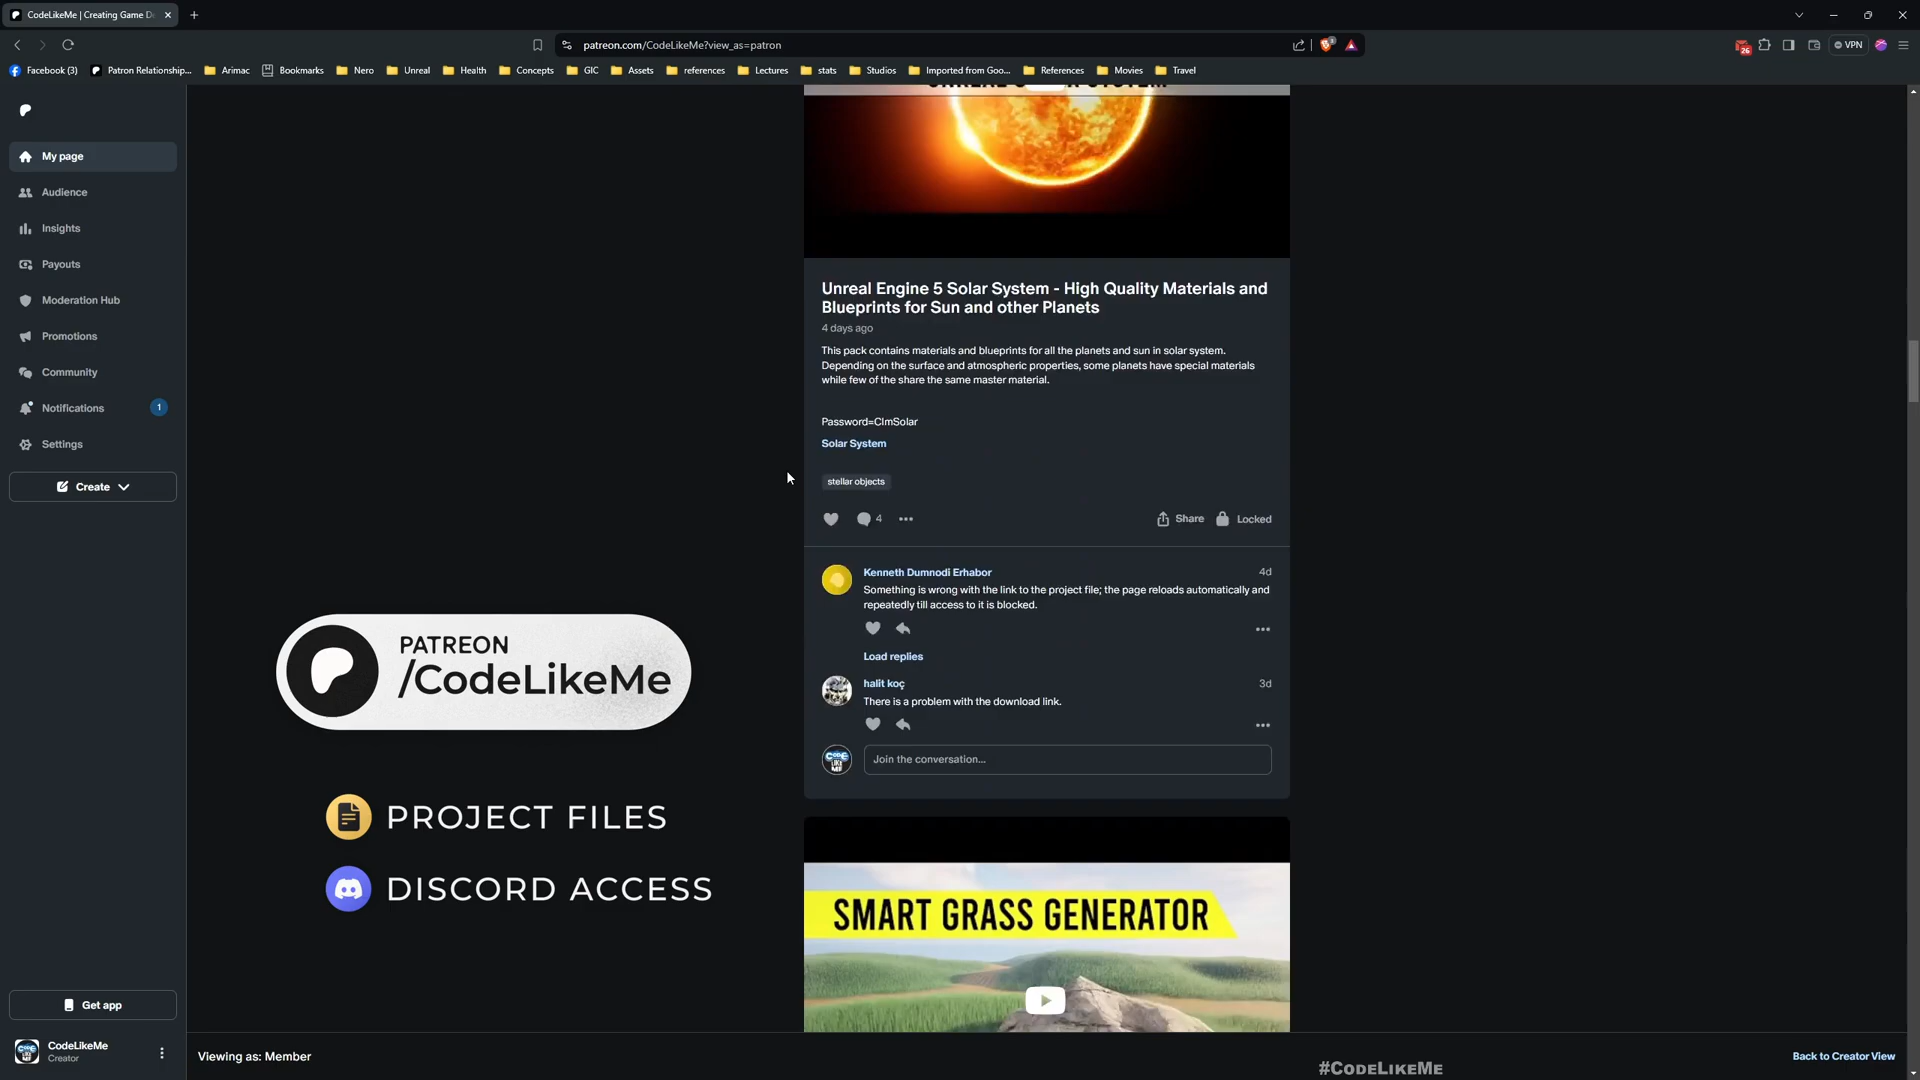 CodeLikeMe | Creating Game D
patreon.com/CodeLikeMe?view_as=patron
26
VPN
Facebook (3)
Patron Relationship...
Arimac
Bookmarks
Nero
Unreal
Health
Concepts
GIC
Assets
references
Lectures
stats
Studios
Imported from Goo...
References
Movies
Travel
My page
Audience
Insights
Payouts
Moderation Hub
Promotions
Community
Notifications
1
Settings
Create
Get app
CodeLikeMe
Creator
Unreal Engine 5 Solar System - High Quality Materials and
Blueprints for Sun and other Planets
4 days ago
This pack contains materials and blueprints for all the planets and sun in solar system.
Depending on the surface and atmospheric properties, some planets have special materials
while few of the share the same master material.
Password=ClmSolar
Solar System
stellar objects
4
Share
Locked
Kenneth Dumnodi Erhabor
4d
Something is wrong with the link to the project file; the page reloads automatically and
repeatedly till access to it is blocked.
Load replies
halit koç
3d
There is a problem with the download link.
CODE
LIKE
ME
Join the conversation...
PATREON
/CodeLikeMe
PROJECT FILES
DISCORD ACCESS
SMART GRASS GENERATOR
Viewing as: Member
#CODELIKEME
Back to Creator View